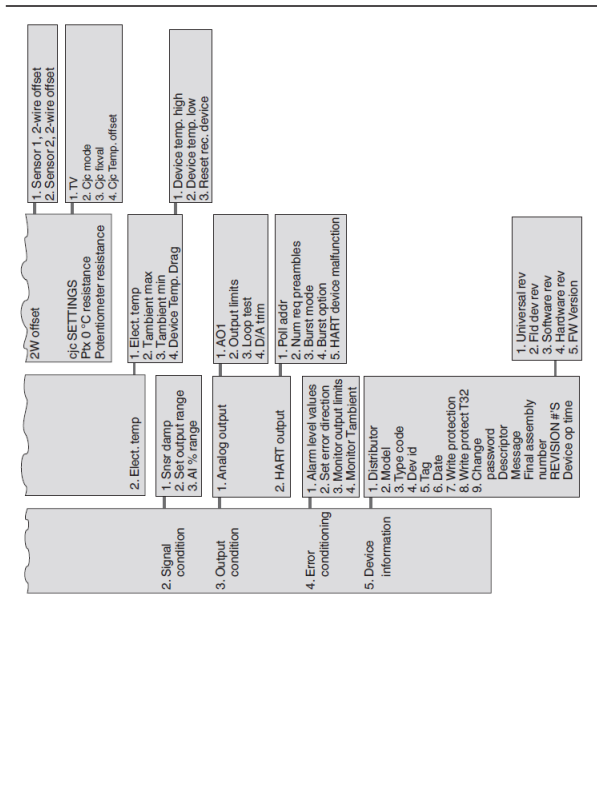 2W offset
cjc SETTINGS
Ptx 0 °C resistance
Potentiometer resistance
1. Sensor 1, 2-wire offset
2. Sensor 2, 2-wire offset
1. TV
2. Cjc mode
3. Cjc fixval
4. Cjc Temp. offset
2. Elect. temp
1. Elect. temp
2. Tambient max
3. Tambient min
4. Device Temp. Drag
1. Device temp. high
2. Device temp. low
3. Reset rec. device
2. Signal
condition
1. Snsr damp
2. Set output range
3. AI % range
3. Output
condition
1. Analog output
2. HART output
1. AO1
2. Output limits
3. Loop test
4. D/A trim
1. Poll addr
2. Num req preambles
3. Burst mode
4. Burst option
5. HART device malfunction
4. Error
conditioning
1. Alarm level values
2. Set error direction
3. Monitor output limits
4. Monitor Tambient
5. Device
information
1. Distributor
2. Model
3. Type code
4. Dev id
5. Tag
6. Date
7. Write protection
8. Write protect T32
9. Change
password
Descriptor
Message
Final assembly
number
REVISION #'S
Device op time
1. Universal rev
2. Fld dev rev
3. Software rev
4. Hardware rev
5. FW Version